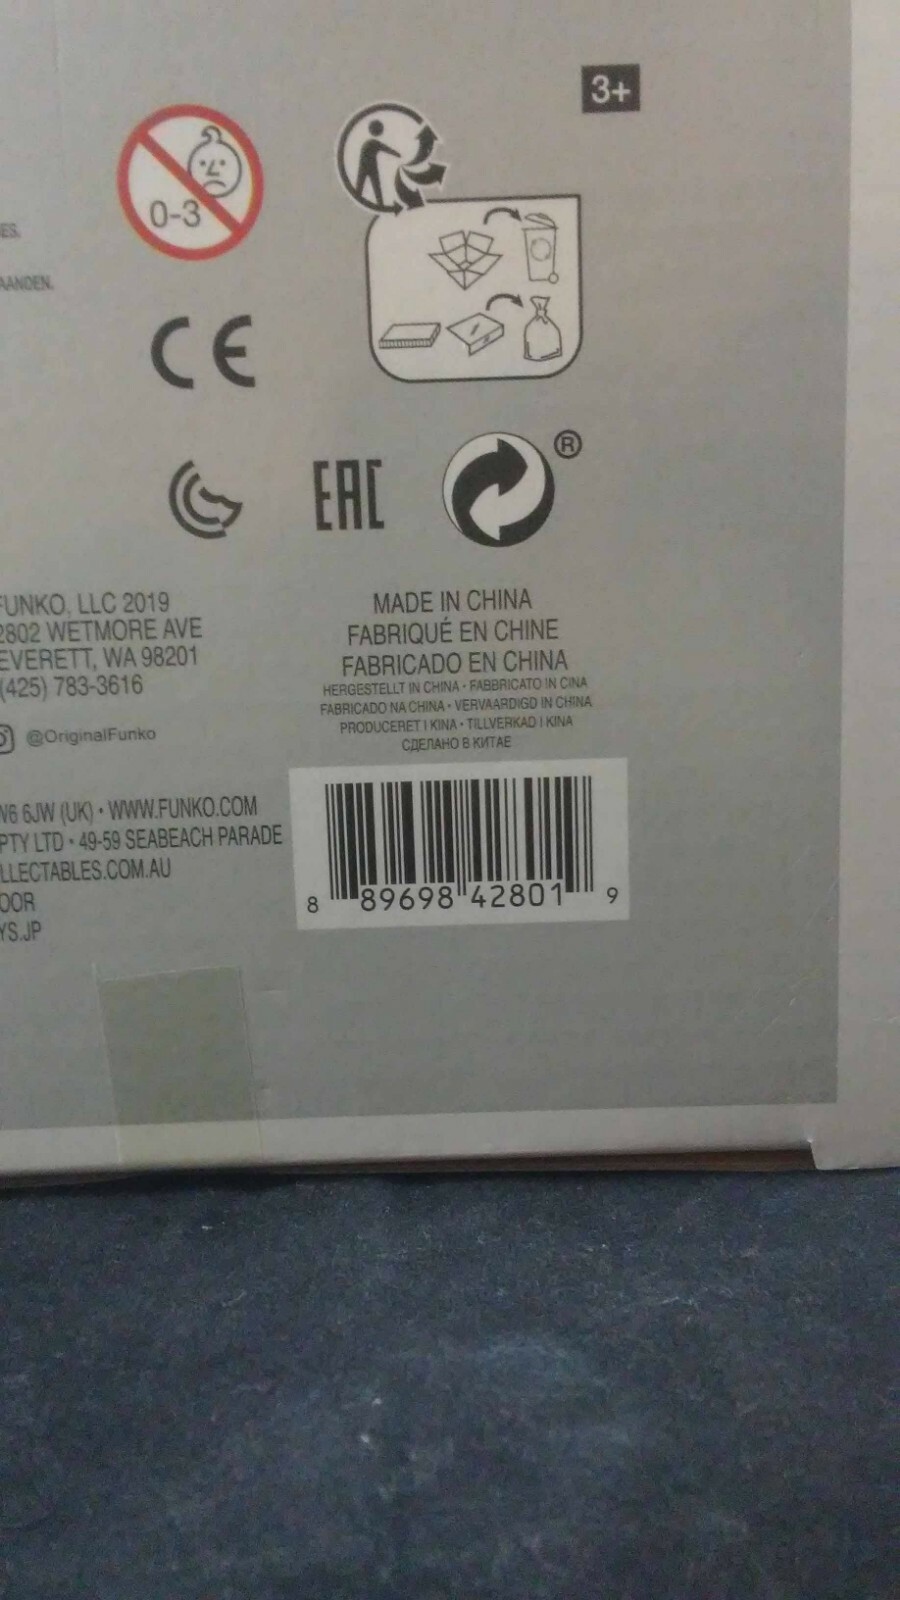 3+
0-3
ES.
AANDEN.
CE
EAC
®
FUNKO, LLC 2019
2802 WETMORE AVE
EVERETT, WA 98201
(425) 783-3616
@OriginalFunko
MADE IN CHINA
FABRIQUÉ EN CHINE
FABRICADO EN CHINA
HERGESTELLT IN CHINA • FABBRICATO IN CINA
FABRICADO NA CHINA • VERVAARDIGD IN CHINA
PRODUCERET I KINA • TILLVERKAD I KINA
СДЕЛАНО В КИТАЕ
W6 6JW (UK) • WWW.FUNKO.COM
PTY LTD • 49-59 SEABEACH PARADE
LLECTABLES.COM.AU
OOR
YS.JP
8 89698 42801 9